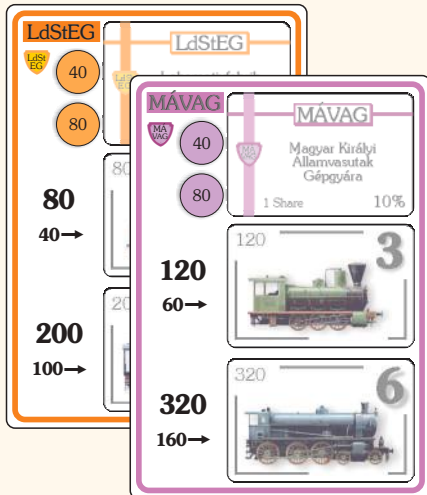 LdStEG
LdSt
EG
40
80
LdStEG
80
80
40→
20
200
100→
MÁVAG
MÁ
VAG
40
80
MÁVAG
Magyar Királyi
Államvasutak
Gépgyára
1 Share 10%
120
3
120
60→
320
6
320
160→